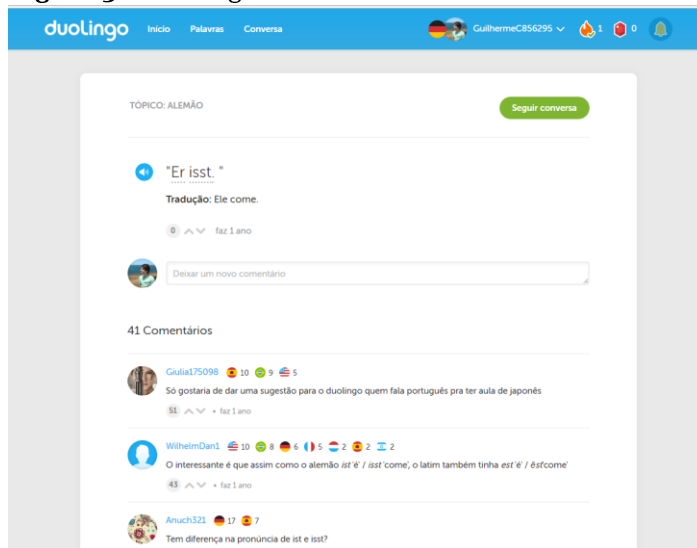 duolingo Início Palavras Conversa GuilhermeC856295 1 0
TÓPICO: ALEMÃO Seguir conversa
"Er isst. "
Tradução: Ele come.
0 faz 1 ano
Deixar um novo comentário
41 Comentários
Giulia175098 10 9 5
Só gostaria de dar uma sugestão para o duolingo quem fala português pra ter aula de japonês
51 • faz 1 ano
WilhelmDan1 10 8 6 5 2 2 2
O interessante é que assim como o alemão ist 'é' / isst 'come', o latim também tinha est 'é' / ēst'come'
43 • faz 1 ano
Anuch321 17 7
Tem diferença na pronúncia de ist e isst?